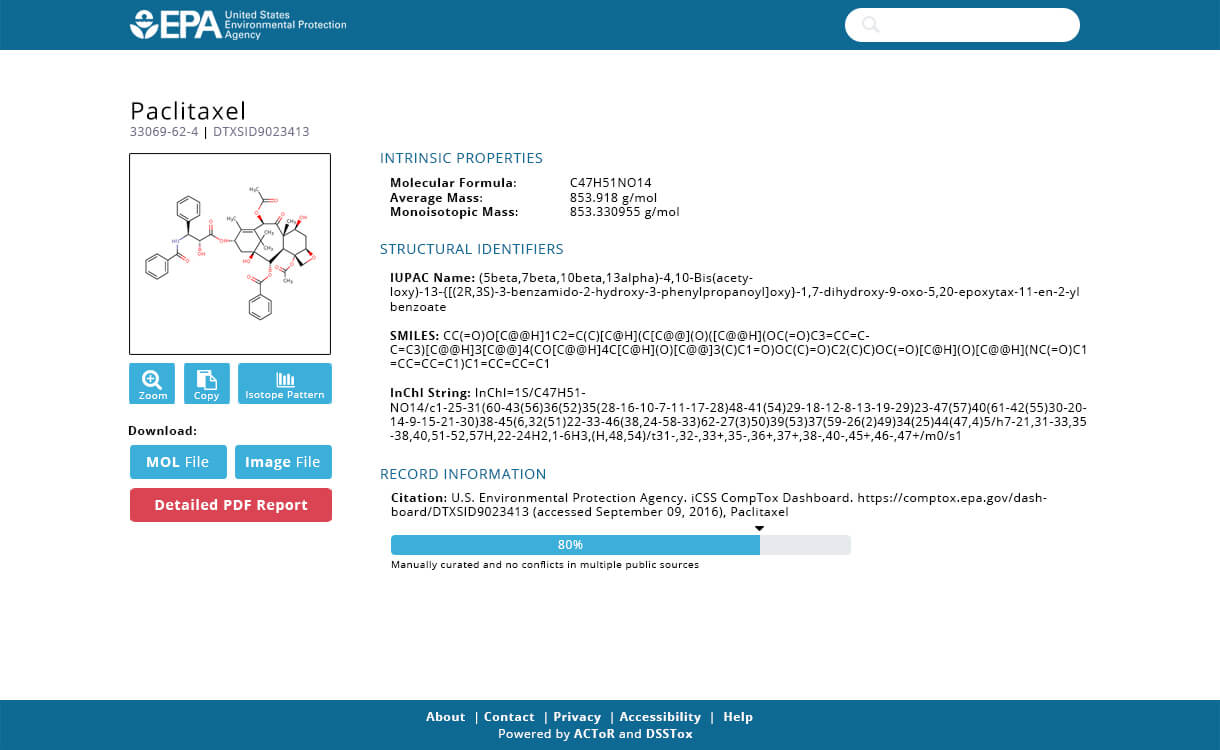 EPA
United States
Environmental Protection
Agency
Paclitaxel
33069-62-4 | DTXSID9023413
INTRINSIC PROPERTIES
Molecular Formula: C47H51NO14
Average Mass: 853.918 g/mol
Monoisotopic Mass: 853.330955 g/mol
STRUCTURAL IDENTIFIERS
IUPAC Name: (5beta,7beta,10beta,13alpha)-4,10-Bis(acety-
loxy)-13-{[(2R,3S)-3-benzamido-2-hydroxy-3-phenylpropanoyl]oxy}-1,7-dihydroxy-9-oxo-5,20-epoxytax-11-en-2-yl
benzoate
SMILES: CC(=O)O[C@@H]1C2=C(C)[C@H](C[C@@](O)([C@@H](OC(=O)C3=CC=C-
C=C3)[C@@H]3[C@@]4(CO[C@@H]4C[C@H](O)[C@@]3(C)C1=O)OC(C)=O)C2(C)C)OC(=O)[C@H](O)[C@@H](NC(=O)C1
=CC=CC=C1)C1=CC=CC=C1
InChI String: InChI=1S/C47H51-
NO14/c1-25-31(60-43(56)36(52)35(28-16-10-7-11-17-28)48-41(54)29-18-12-8-13-19-29)23-47(57)40(61-42(55)30-20-
14-9-15-21-30)38-45(6,32(51)22-33-46(38,24-58-33)62-27(3)50)39(53)37(59-26(2)49)34(25)44(47,4)5/h7-21,31-33,35
-38,40,51-52,57H,22-24H2,1-6H3,(H,48,54)/t31-,32-,33+,35-,36+,37+,38-,40-,45+,46-,47+/m0/s1
Zoom
Copy
Isotope Pattern
Download:
MOL File
Image File
Detailed PDF Report
RECORD INFORMATION
Citation: U.S. Environmental Protection Agency. iCSS CompTox Dashboard. https://comptox.epa.gov/dash-
board/DTXSID9023413 (accessed September 09, 2016), Paclitaxel
80%
Manually curated and no conflicts in multiple public sources
About | Contact | Privacy | Accessibility | Help
Powered by ACToR and DSSTox